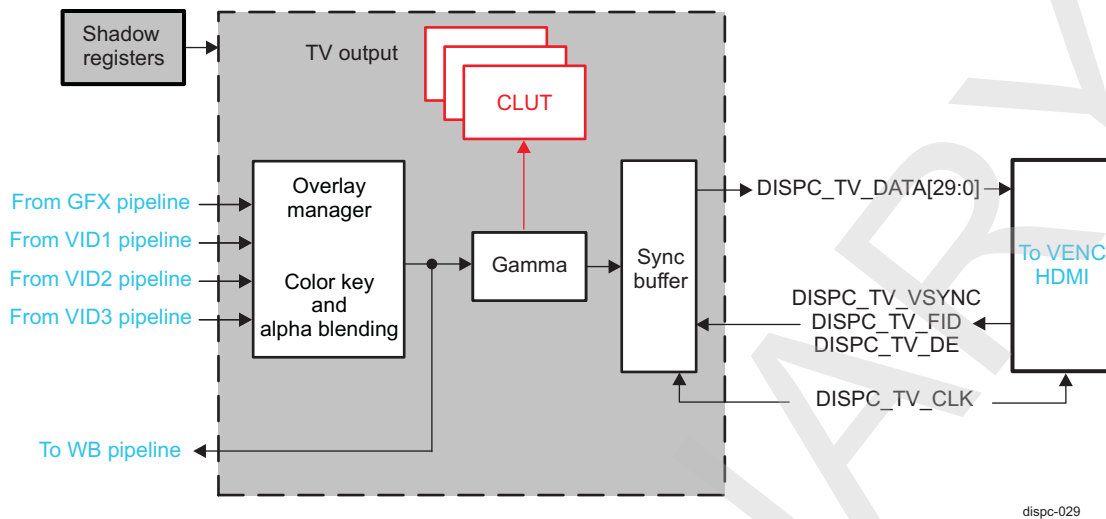 Shadow
registers
TV output
CLUT
From GFX pipeline
From VID1 pipeline
From VID2 pipeline
From VID3 pipeline
Overlay
manager
Color key
and
alpha blending
Gamma
Sync
buffer
DISPC_TV_DATA[29:0]
To VENC
HDMI
DISPC_TV_VSYNC
DISPC_TV_FID
DISPC_TV_DE
DISPC_TV_CLK
To WB pipeline
dispc-029